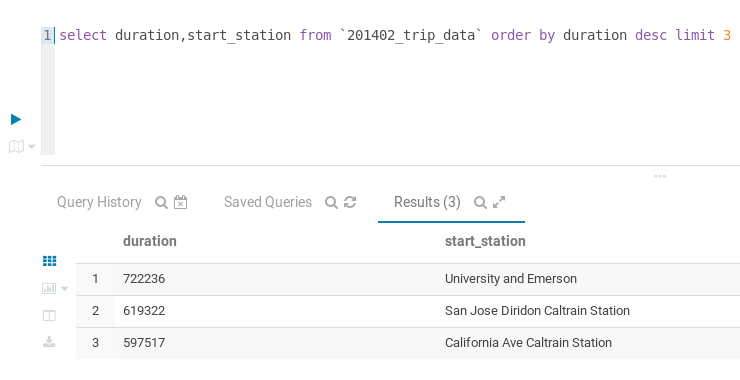 1 select duration,start_station from `201402_trip_data` order by duration desc limit 3
Query History Saved Queries Results (3)
duration start_station
1 722236 University and Emerson
2 619322 San Jose Diridon Caltrain Station
3 597517 California Ave Caltrain Station